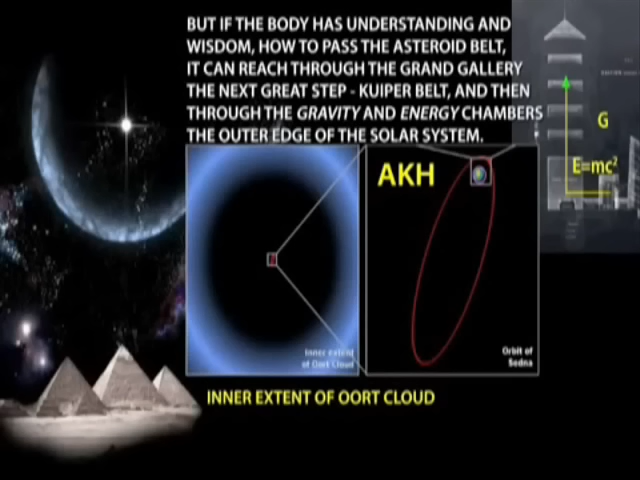 BUT IF THE BODY HAS UNDERSTANDING AND
WISDOM, HOW TO PASS THE ASTEROID BELT,
IT CAN REACH THROUGH THE GRAND GALLERY
THE NEXT GREAT STEP - KUIPER BELT, AND THEN
THROUGH THE GRAVITY AND ENERGY CHAMBERS
THE OUTER EDGE OF THE SOLAR SYSTEM.
G
E=mc²
AKH
Inner extent
of Oort Cloud
Orbit of
Sedna
INNER EXTENT OF OORT CLOUD